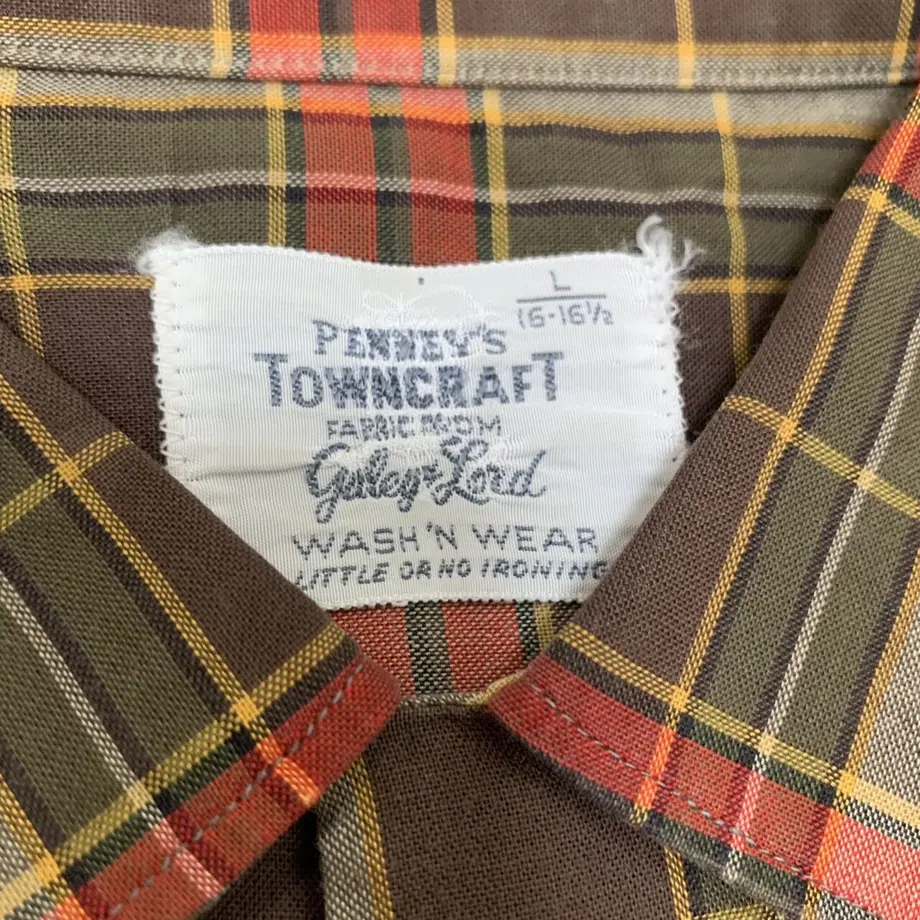 L
16-16½
PENNEY'S
TOWNCRAFT
FABRIC FROM
Galey & Lord
WASH 'N WEAR
LITTLE OR NO IRONING